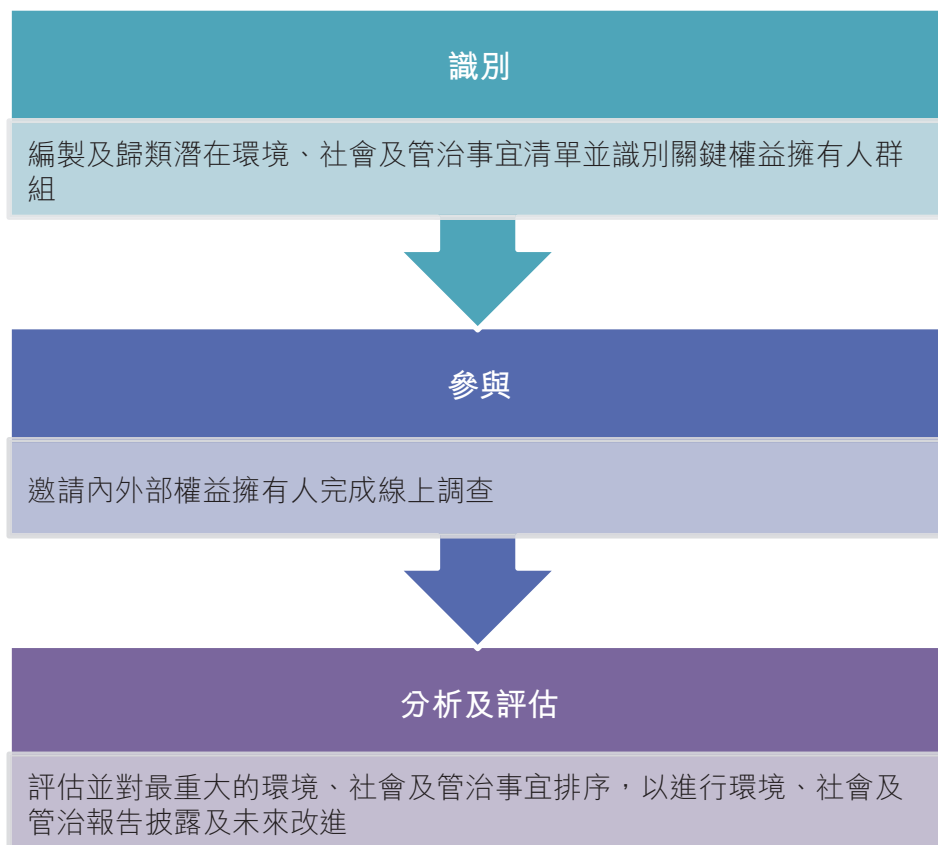 識別
編製及歸類潛在環境、社會及管治事宜清單並識別關鍵權益擁有人群
組
參與
邀請內外部權益擁有人完成線上調查
分析及評估
評估並對最重大的環境、社會及管治事宜排序，以進行環境、社會及
管治報告披露及未來改進